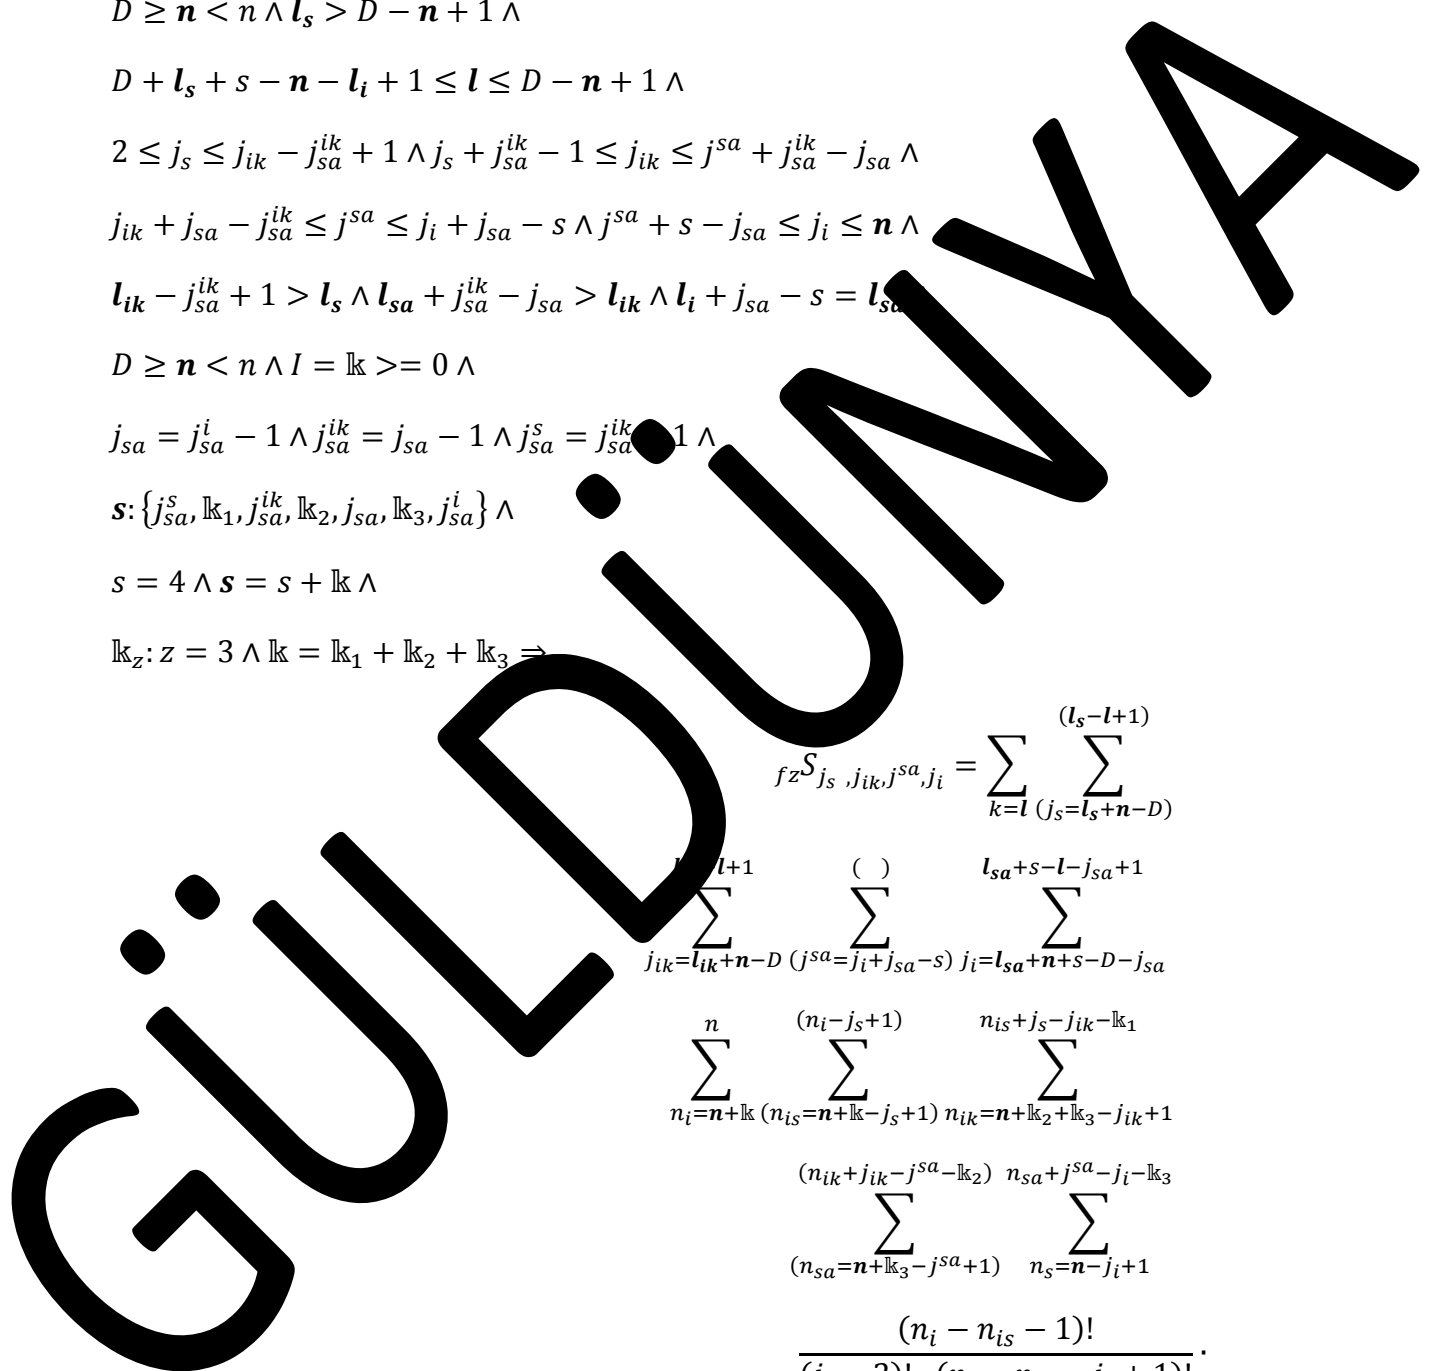 D ≥ 𝒏 < n ∧ 𝒍ₛ > D − 𝒏 + 1 ∧
D + 𝒍ₛ + s − 𝒏 − 𝒍ᵢ + 1 ≤ 𝒍 ≤ D − 𝒏 + 1 ∧
2 ≤ j_s ≤ j_{ik} − j_{sa}^{ik} + 1 ∧ j_s + j_{sa}^{ik} − 1 ≤ j_{ik} ≤ j^{sa} + j_{sa}^{ik} − j_{sa} ∧
j_{ik} + j_{sa} − j_{sa}^{ik} ≤ j^{sa} ≤ j_i + j_{sa} − s ∧ j^{sa} + s − j_{sa} ≤ j_i ≤ 𝒏 ∧
𝒍_{ik} − j_{sa}^{ik} + 1 > 𝒍_s ∧ 𝒍_{sa} + j_{sa}^{ik} − j_{sa} > 𝒍_{ik} ∧ 𝒍_i + j_{sa} − s = 𝒍_{sa}
D ≥ 𝒏 < n ∧ I = 𝕜 >= 0 ∧
j_{sa} = j_{sa}^{i} − 1 ∧ j_{sa}^{ik} = j_{sa} − 1 ∧ j_{sa}^{s} = j_{sa}^{ik} 1 ∧
𝒔: {j_{sa}^{s}, 𝕜_1, j_{sa}^{ik}, 𝕜_2, j_{sa}, 𝕜_3, j_{sa}^{i}} ∧
s = 4 ∧ 𝒔 = s + 𝕜 ∧
𝕜_z: z = 3 ∧ 𝕜 = 𝕜_1 + 𝕜_2 + 𝕜_3 ⇒
GÜLDÜNYA
_{fz}S_{j_s ,j_{ik},j^{sa},j_i} = ∑_{k=𝒍} ∑_{(j_s=𝒍_s+𝒏−D)}^{(𝒍_s−𝒍+1)}
∑_{j_{ik}=𝒍_{ik}+𝒏−D}^{𝒍+1} ∑_{(j^{sa}=j_i+j_{sa}−s)}^{( )} ∑_{j_i=𝒍_{sa}+𝒏+s−D−j_{sa}}^{𝒍_{sa}+s−𝒍−j_{sa}+1}
∑_{n_i=𝒏+𝕜}^{n} ∑_{(n_{is}=𝒏+𝕜−j_s+1)}^{(n_i−j_s+1)} ∑_{n_{ik}=𝒏+𝕜_2+𝕜_3−j_{ik}+1}^{n_{is}+j_s−j_{ik}−𝕜_1}
∑_{(n_{sa}=𝒏+𝕜_3−j^{sa}+1)}^{(n_{ik}+j_{ik}−j^{sa}−𝕜_2)} ∑_{n_s=𝒏−j_i+1}^{n_{sa}+j^{sa}−j_i−𝕜_3}
(n_i − n_{is} − 1)!